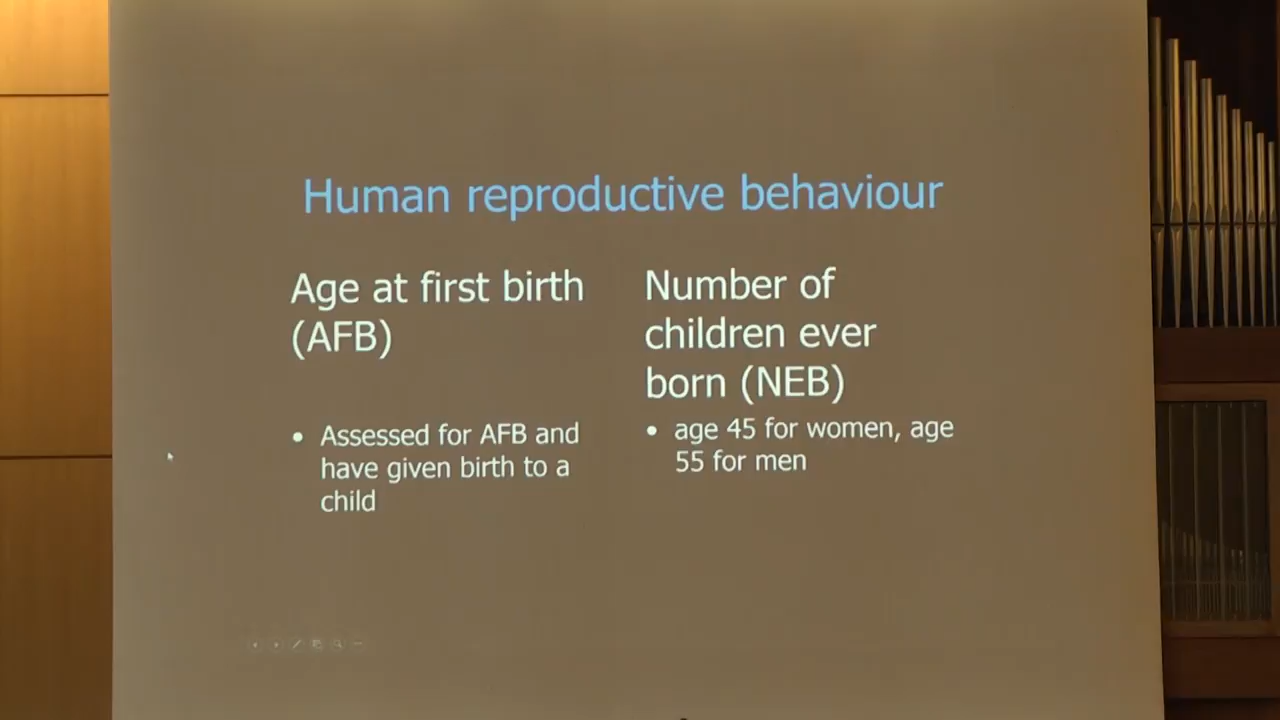 Human reproductive behaviour
Age at first birth
(AFB)
• Assessed for AFB and
have given birth to a
child
Number of
children ever
born (NEB)
• age 45 for women, age
55 for men